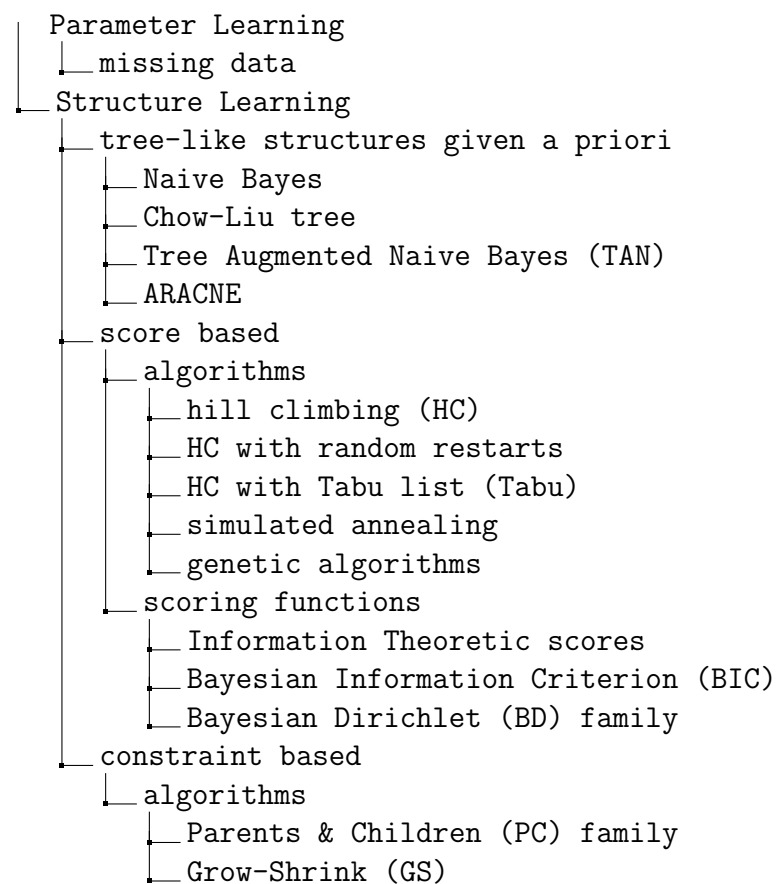 Parameter Learning
missing data
Structure Learning
tree-like structures given a priori
Naive Bayes
Chow-Liu tree
Tree Augmented Naive Bayes (TAN)
ARACNE
score based
algorithms
hill climbing (HC)
HC with random restarts
HC with Tabu list (Tabu)
simulated annealing
genetic algorithms
scoring functions
Information Theoretic scores
Bayesian Information Criterion (BIC)
Bayesian Dirichlet (BD) family
constraint based
algorithms
Parents & Children (PC) family
Grow-Shrink (GS)